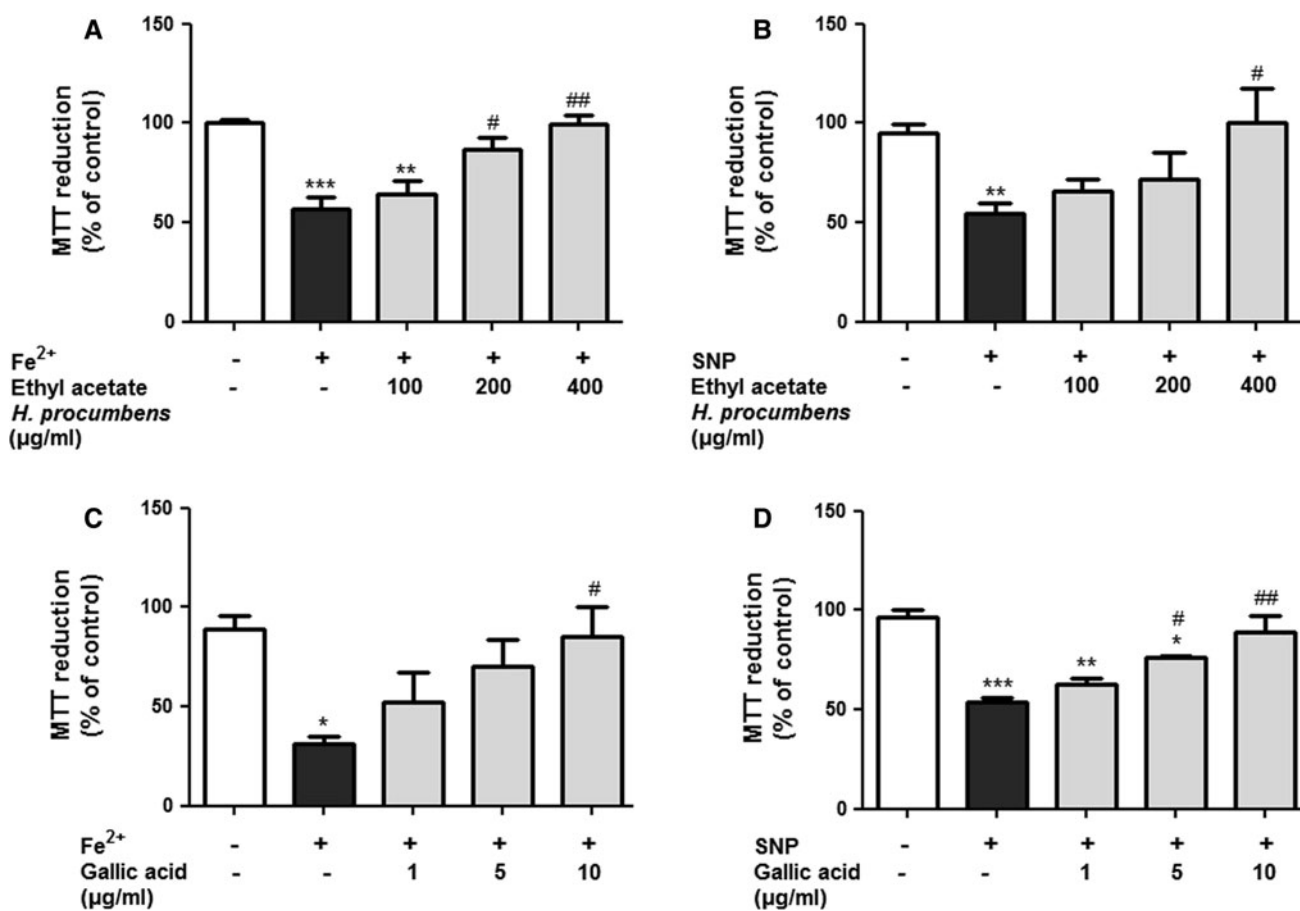 A
MTT reduction
(% of control)
150
100
50
0
***
**
#
##
Fe2+ - + + + +
Ethyl acetate - - 100 200 400
H. procumbens
(µg/ml)
B
MTT reduction
(% of control)
150
100
50
0
**
#
SNP - + + + +
Ethyl acetate - - 100 200 400
H. procumbens
(µg/ml)
C
MTT reduction
(% of control)
150
100
50
0
*
#
Fe2+ - + + + +
Gallic acid - - 1 5 10
(µg/ml)
D
MTT reduction
(% of control)
150
100
50
0
***
**
#
*
##
SNP - + + + +
Gallic acid - - 1 5 10
(µg/ml)